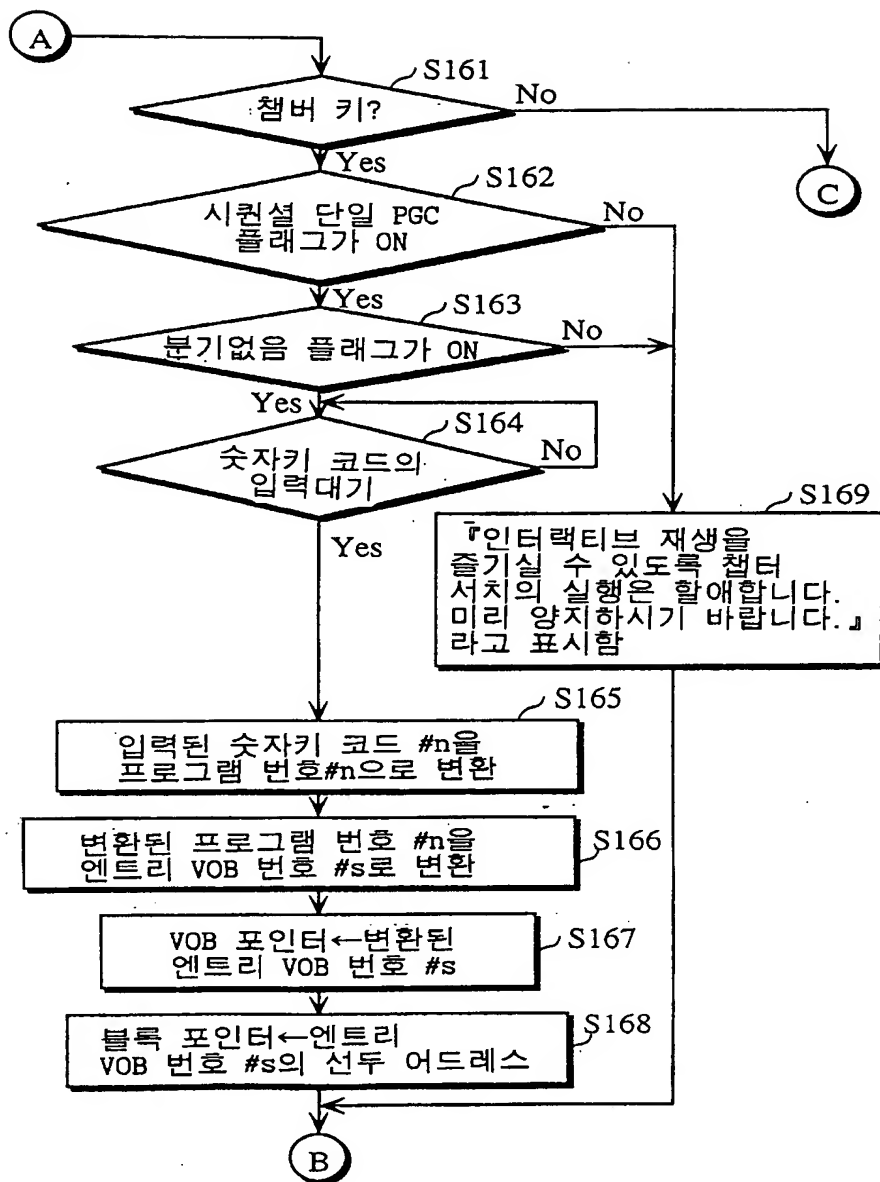 A
S161
챔버 키?
No
Yes
C
S162
시퀀셜 단일 PGC
플래그가 ON
No
Yes
S163
분기없음 플래그가 ON
No
Yes
S164
숫자키 코드의
입력대기
No
Yes
S169
『인터랙티브 재생을
즐기실 수 있도록 챕터
서치의 실행은 할애합니다.
미리 양지하시기 바랍니다.』
라고 표시함
S165
입력된 숫자키 코드 #n을
프로그램 번호#n으로 변환
변환된 프로그램 번호 #n을
엔트리 VOB 번호 #s로 변환
S166
VOB 포인터←변환된
엔트리 VOB 번호 #s
S167
블록 포인터←엔트리
VOB 번호 #s의 선두 어드레스
S168
B